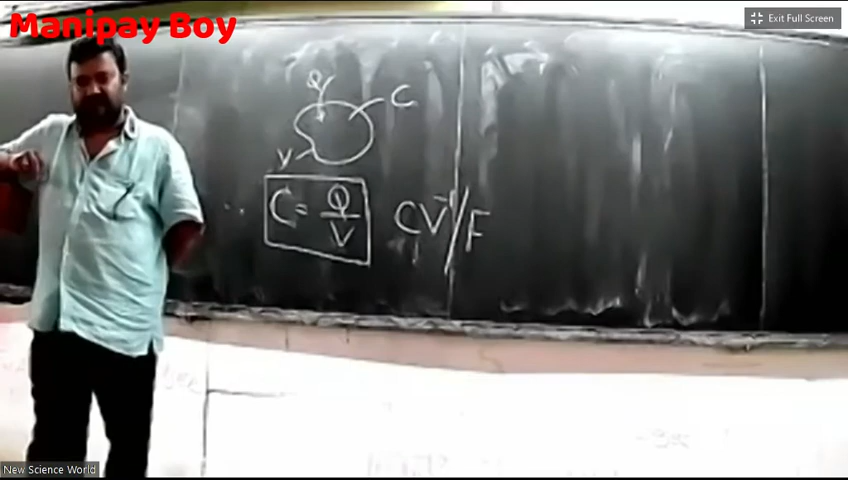 Manipay Boy
Exit Full Screen
Q
C
V
C = Q/V
CV⁻¹/F
New Science World